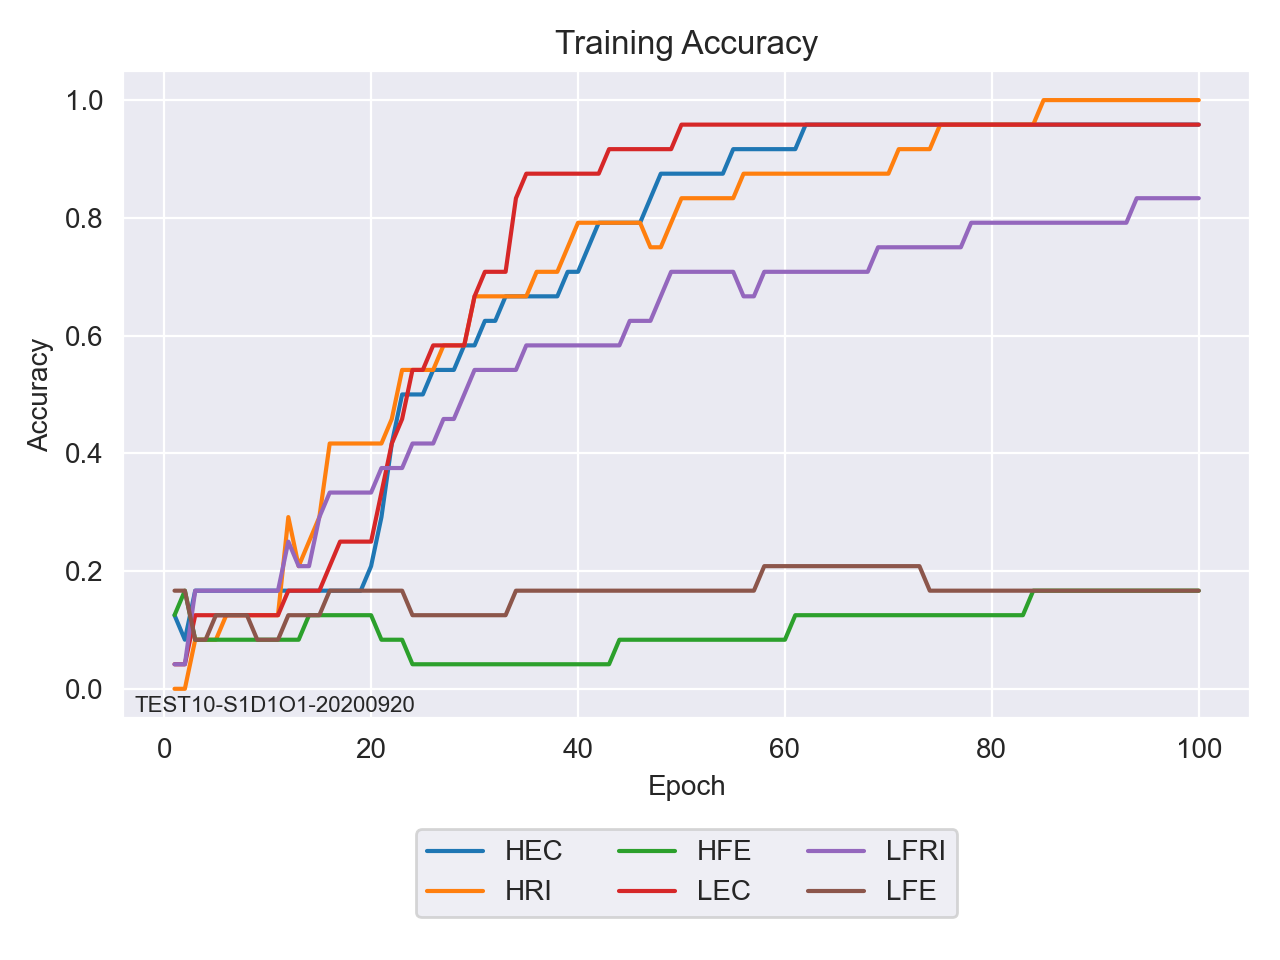 Training Accuracy
1.0
0.8
0.6
0.4
0.2
0.0
Accuracy
TEST10-S1D1O1-20200920
0 20 40 60 80 100
Epoch
HEC HFE LFRI
HRI LEC LFE